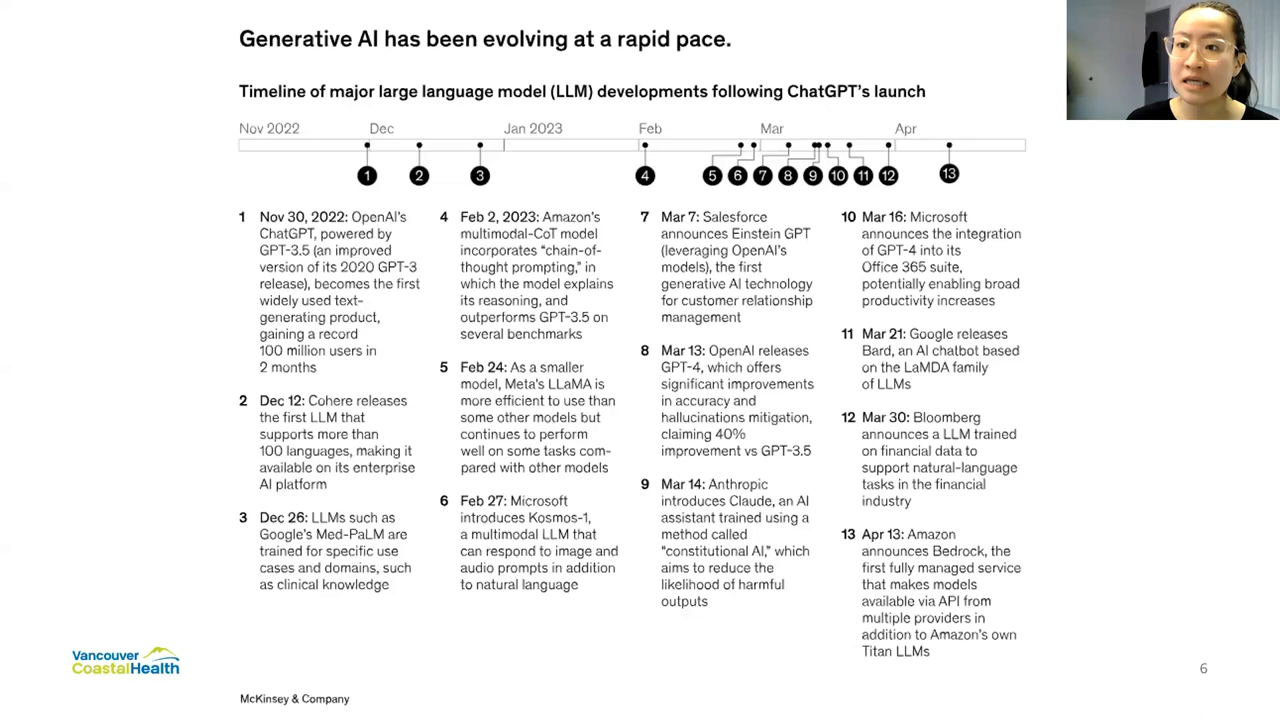 Generative AI has been evolving at a rapid pace.
Timeline of major large language model (LLM) developments following ChatGPT's launch
Nov 2022 Dec Jan 2023 Feb Mar Apr
1 2 3 4 5 6 7 8 9 10 11 12 13
1 Nov 30, 2022: OpenAI's
ChatGPT, powered by
GPT-3.5 (an improved
version of its 2020 GPT-3
release), becomes the first
widely used text-
generating product,
gaining a record
100 million users in
2 months
2 Dec 12: Cohere releases
the first LLM that
supports more than
100 languages, making it
available on its enterprise
AI platform
3 Dec 26: LLMs such as
Google's Med-PaLM are
trained for specific use
cases and domains, such
as clinical knowledge
4 Feb 2, 2023: Amazon's
multimodal-CoT model
incorporates "chain-of-
thought prompting," in
which the model explains
its reasoning, and
outperforms GPT-3.5 on
several benchmarks
5 Feb 24: As a smaller
model, Meta's LLaMA is
more efficient to use than
some other models but
continues to perform
well on some tasks com-
pared with other models
6 Feb 27: Microsoft
introduces Kosmos-1,
a multimodal LLM that
can respond to image and
audio prompts in addition
to natural language
7 Mar 7: Salesforce
announces Einstein GPT
(leveraging OpenAI's
models), the first
generative AI technology
for customer relationship
management
8 Mar 13: OpenAI releases
GPT-4, which offers
significant improvements
in accuracy and
hallucinations mitigation,
claiming 40%
improvement vs GPT-3.5
9 Mar 14: Anthropic
introduces Claude, an AI
assistant trained using a
method called
"constitutional AI," which
aims to reduce the
likelihood of harmful
outputs
10 Mar 16: Microsoft
announces the integration
of GPT-4 into its
Office 365 suite,
potentially enabling broad
productivity increases
11 Mar 21: Google releases
Bard, an AI chatbot based
on the LaMDA family
of LLMs
12 Mar 30: Bloomberg
announces a LLM trained
on financial data to
support natural-language
tasks in the financial
industry
13 Apr 13: Amazon
announces Bedrock, the
first fully managed service
that makes models
available via API from
multiple providers in
addition to Amazon's own
Titan LLMs
Vancouver
CoastalHealth
6
McKinsey & Company